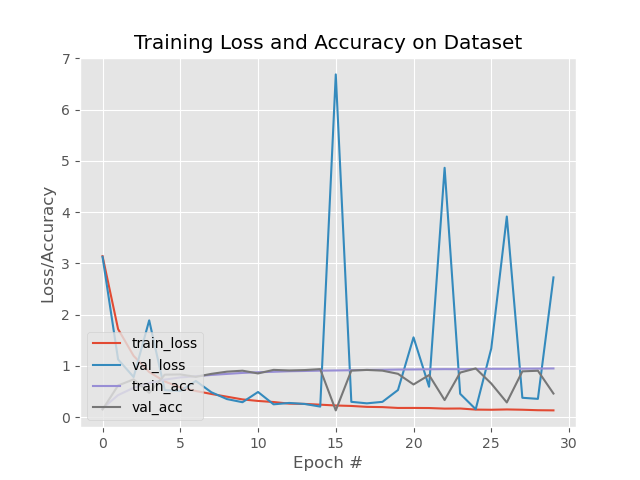 Training Loss and Accuracy on Dataset
Loss/Accuracy
7
6
5
4
3
2
1
0
train_loss
val_loss
train_acc
val_acc
0 5 10 15 20 25 30
Epoch #